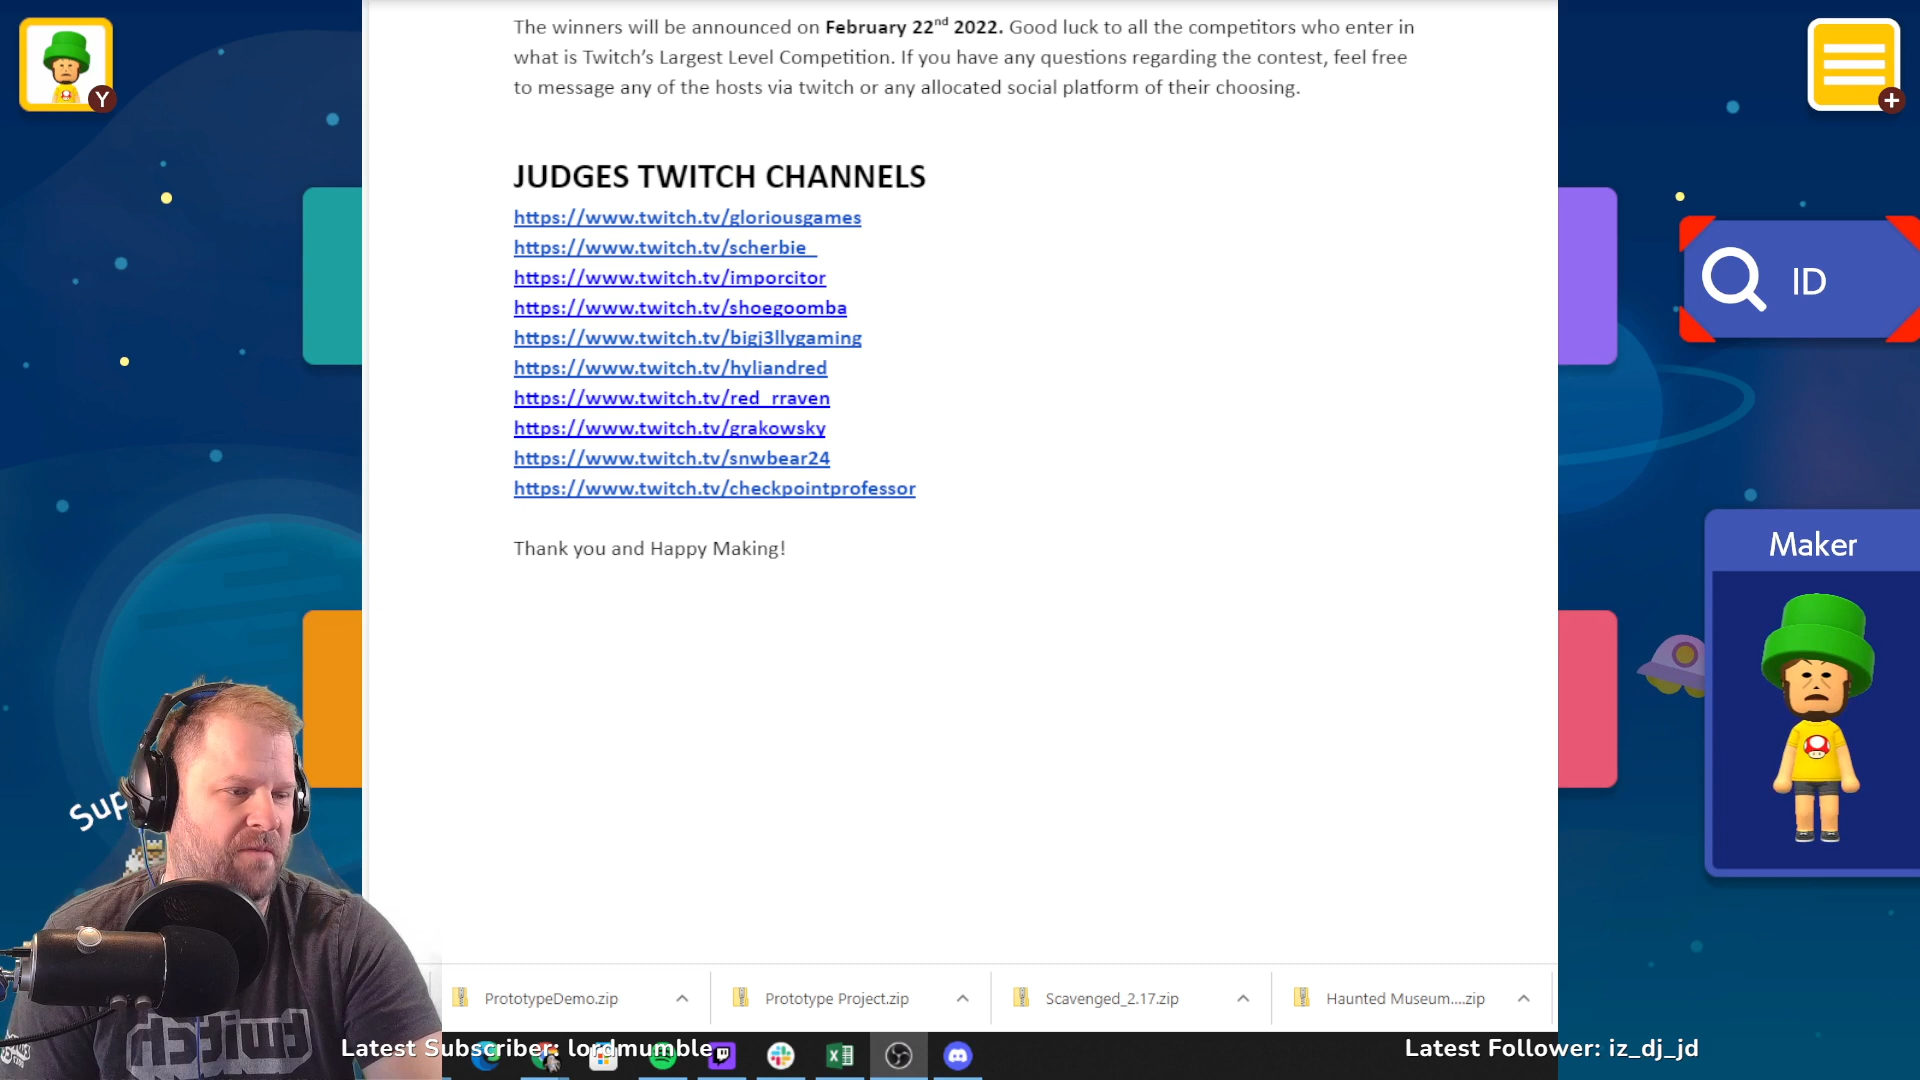 The winners will be announced on February 22nd 2022. Good luck to all the competitors who enter in
what is Twitch’s Largest Level Competition. If you have any questions regarding the contest, feel free
to message any of the hosts via twitch or any allocated social platform of their choosing.
Y
JUDGES TWITCH CHANNELS
https://www.twitch.tv/gloriousgames
https://www.twitch.tv/scherbie_
https://www.twitch.tv/imporcitor
https://www.twitch.tv/shoegoomba
https://www.twitch.tv/bigj3llygaming
https://www.twitch.tv/hyliandred
https://www.twitch.tv/red_rraven
https://www.twitch.tv/grakowsky
https://www.twitch.tv/snwbear24
https://www.twitch.tv/checkpointprofessor
ID
Thank you and Happy Making!
Maker
Sup
PrototypeDemo.zip
Prototype Project.zip
Scavenged_2.17.zip
Haunted Museum....zip
twitch
Latest Subscriber: lordmumble
Latest Follower: iz_dj_jd